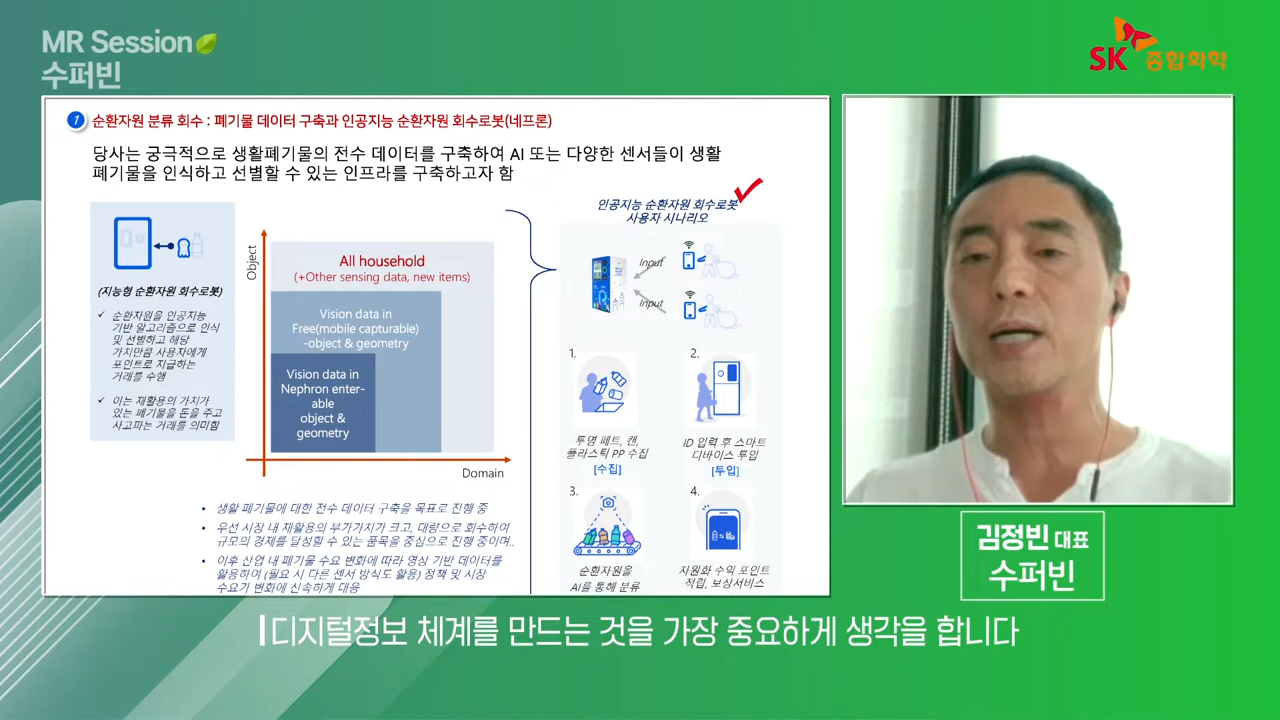 MR Session
수퍼빈
SK 종합화학
1 순환자원 분류 회수 : 폐기물 데이터 구축과 인공지능 순환자원 회수로봇(네프론)
당사는 궁극적으로 생활폐기물의 전수 데이터를 구축하여 AI 또는 다양한 센서들이 생활
폐기물을 인식하고 선별할 수 있는 인프라를 구축하고자 함
(지능형 순환자원 회수로봇)
✓ 순환자원을 인공지능
기반 알고리즘으로 인식
및 선별하고 해당
가치만큼 사용자에게
포인트로 지급하는
거래를 수행
✓ 이는 재활용의 가치가
있는 폐기물을 돈을 주고
사고파는 거래를 의미함
Object
All household
(+Other sensing data, new items)
Vision data in
Free(mobile capturable)
-object & geometry
Vision data in
Nephron enter-
able
object &
geometry
Domain
• 생활 폐기물에 대한 전수 데이터 구축을 목표로 진행 중
• 우선 시장 내 재활용의 부가가치가 크고, 대량으로 회수하여
규모의 경제를 달성할 수 있는 품목을 중심으로 진행 중이며..
• 이후 산업 내 폐기물 수요 변화에 따라 영상 기반 데이터를
활용하여 (필요 시 다른 센서 방식도 활용) 정책 및 시장
수요가 변화에 신속하게 대응
인공지능 순환자원 회수로봇
사용자 시나리오
Input
Input
1.
투명 페트, 캔,
플라스틱 PP 수집
[수집]
2.
ID 입력 후 스마트
디바이스 투입
[투입]
3.
순환자원을
AI를 통해 분류
4.
자원화 수익 포인트
적립, 보상서비스
김정빈 대표
수퍼빈
디지털정보 체계를 만드는 것을 가장 중요하게 생각을 합니다